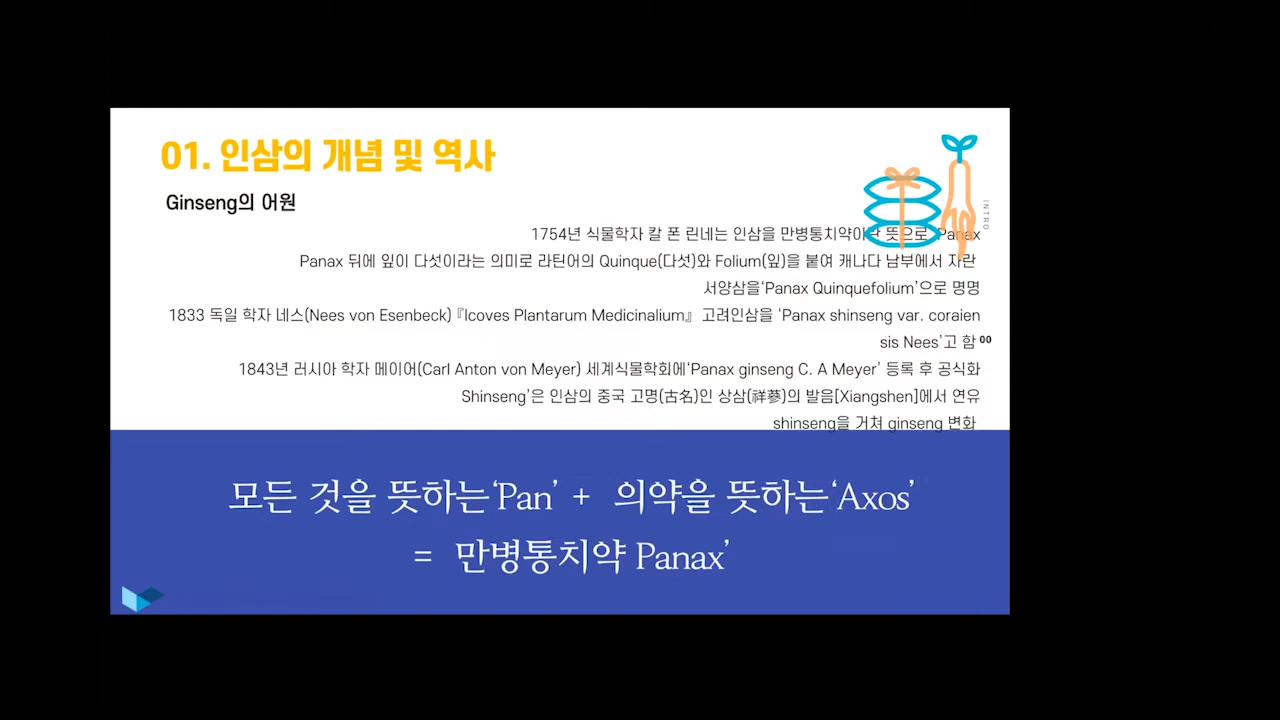 01. 인삼의 개념 및 역사
Ginseng의 어원
INTRO
1754년 식물학자 칼 폰 린네는 인삼을 만병통치약이란 뜻으로 ‘Panax
Panax 뒤에 잎이 다섯이라는 의미로 라틴어의 Quinque(다섯)와 Folium(잎)을 붙여 캐나다 남부에서 자란
서양삼을‘Panax Quinquefolium’으로 명명
1833 독일 학자 네스(Nees von Esenbeck)『Icoves Plantarum Medicinalium』 고려인삼을 ‘Panax shinseng var. coraien
sis Nees’고 함
00
1843년 러시아 학자 메이어(Carl Anton von Meyer) 세계식물학회에‘Panax ginseng C. A Meyer’ 등록 후 공식화
Shinseng’은 인삼의 중국 고명(古名)인 상삼(祥蔘)의 발음[Xiangshen]에서 연유
shinseng을 거쳐 ginseng 변화
모든 것을 뜻하는‘Pan’ + 의약을 뜻하는‘Axos’
= 만병통치약 Panax’